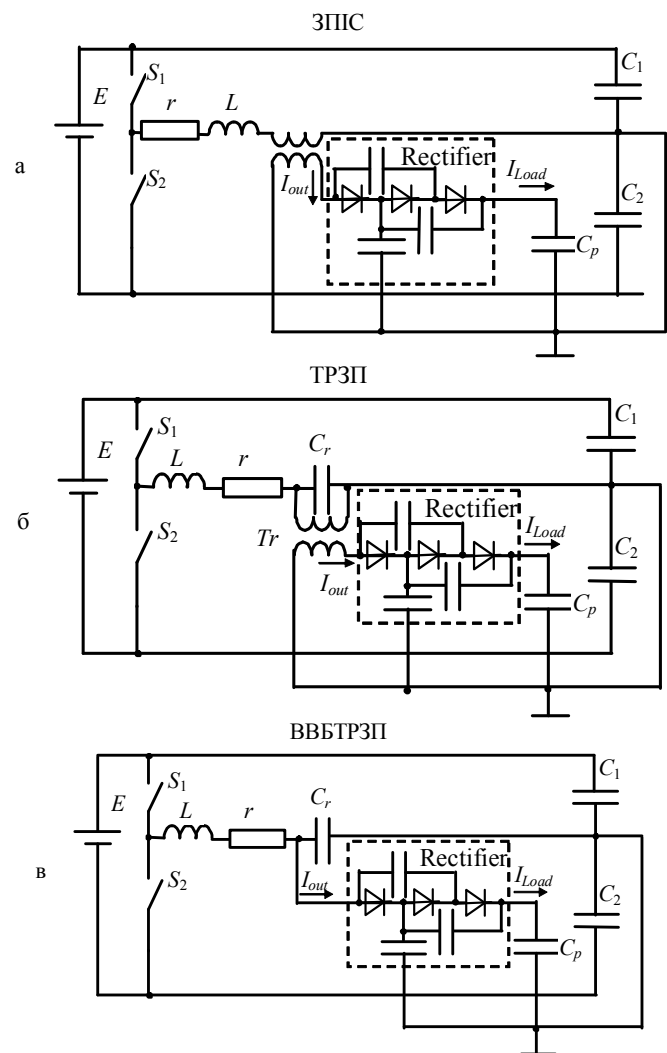 ЗПІС
S1
C1
E
r
L
Rectifier
а
Iout
ILoad
S2
C2
Cp
ТРЗП
C1
S1
E
Cr
L
r
Rectifier
б
Tr
ILoad
S2
C2
Iout
Cp
ВВБТРЗП
C1
S1
E
L
r
Cr
Rectifier
в
Iout
ILoad
S2
C2
Cp